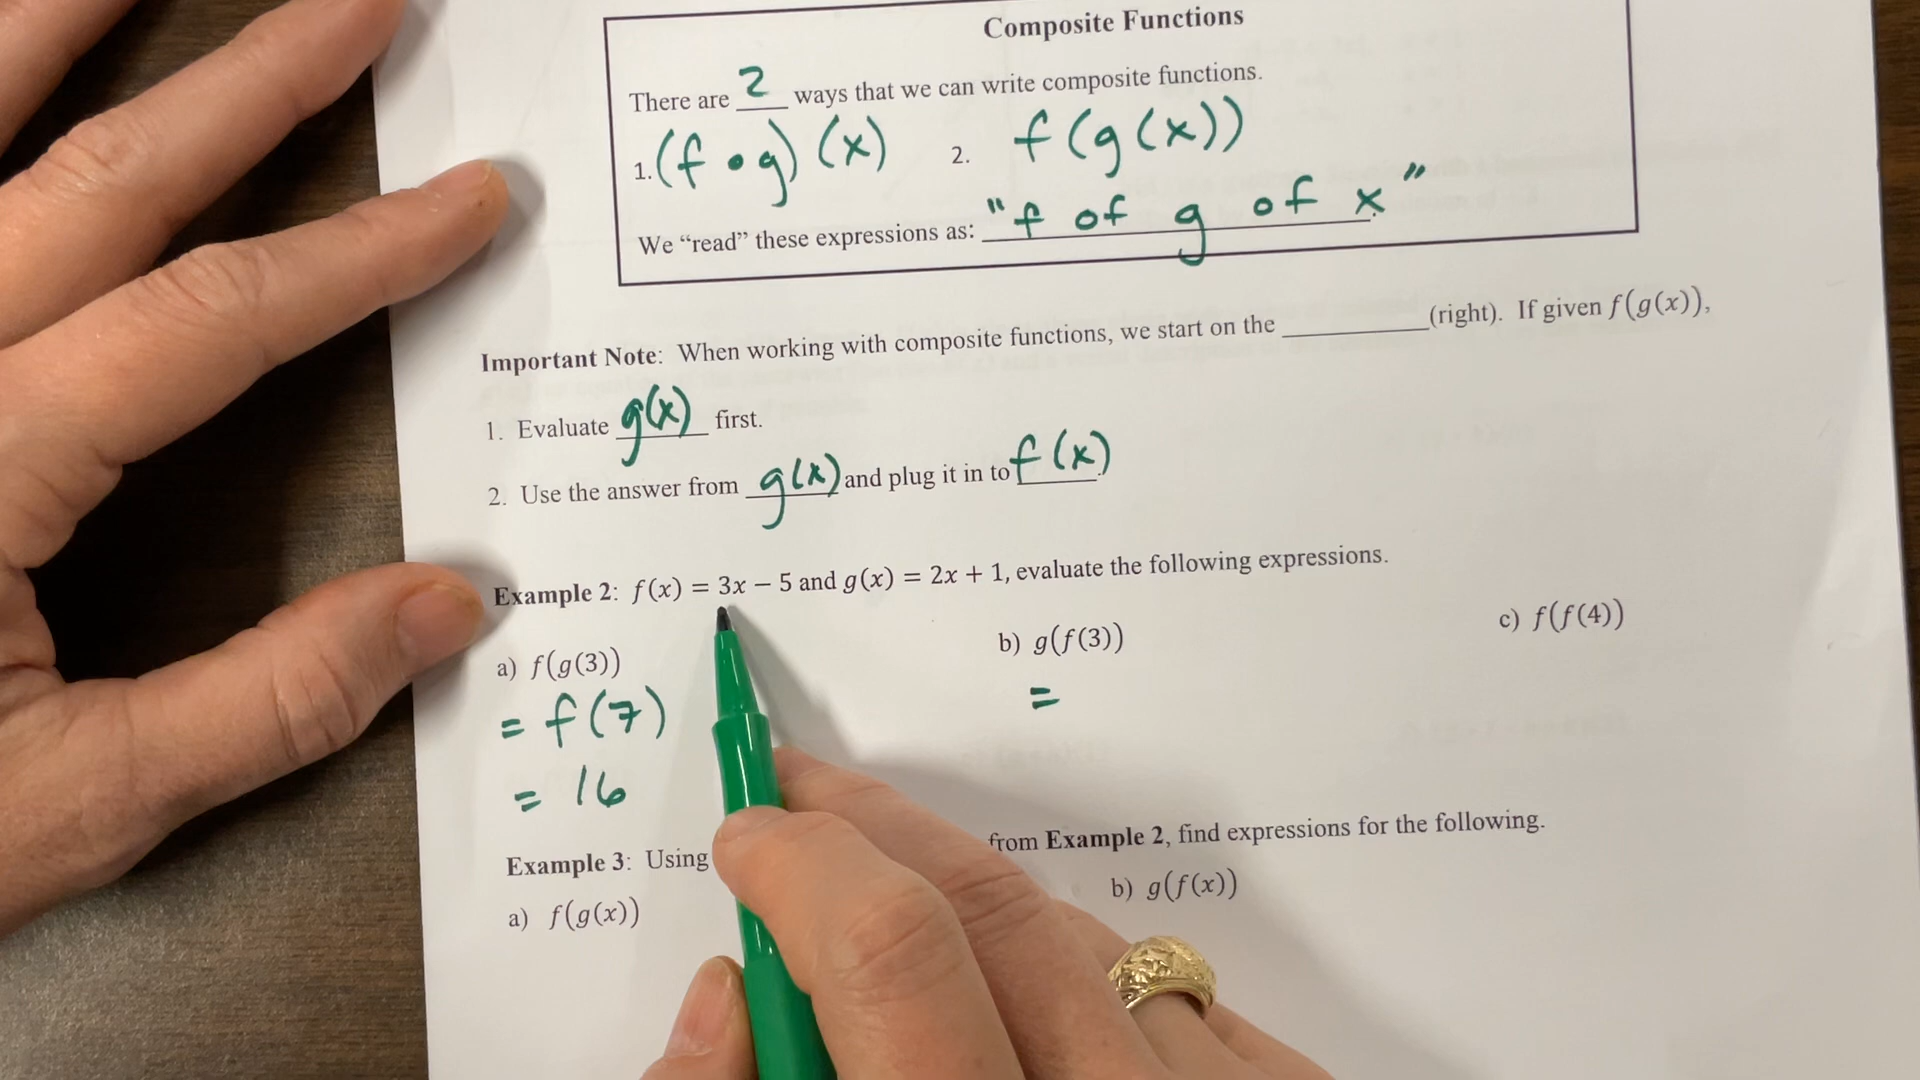 Composite Functions
There are 2 ways that we can write composite functions.
1. (f•g)(x) 2. f(g(x))
We “read” these expressions as: "f of g of x".
Important Note: When working with composite functions, we start on the __________(right). If given f(g(x)),
1. Evaluate g(x) first.
2. Use the answer from g(x) and plug it in to f(x).
Example 2: f(x) = 3x − 5 and g(x) = 2x + 1, evaluate the following expressions.
a) f(g(3)) b) g(f(3)) c) f(f(4))
= f(7) =
= 16
Example 3: Using from Example 2, find expressions for the following.
a) f(g(x)) b) g(f(x))